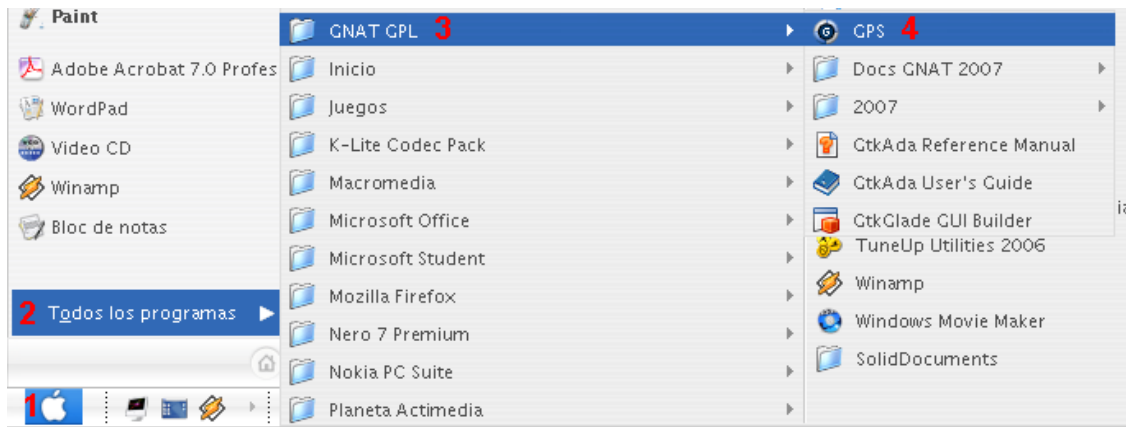 Paint
Adobe Acrobat 7.0 Profes
WordPad
Video CD
Winamp
Bloc de notas
2 Todos los programas
1
GNAT GPL 3
Inicio
Juegos
K-Lite Codec Pack
Macromedia
Microsoft Office
Microsoft Student
Mozilla Firefox
Nero 7 Premium
Nokia PC Suite
Planeta Actimedia
GPS 4
Docs GNAT 2007
2007
GtkAda Reference Manual
GtkAda User's Guide
GtkGlade GUI Builder
TuneUp Utilities 2006
Winamp
Windows Movie Maker
SolidDocuments